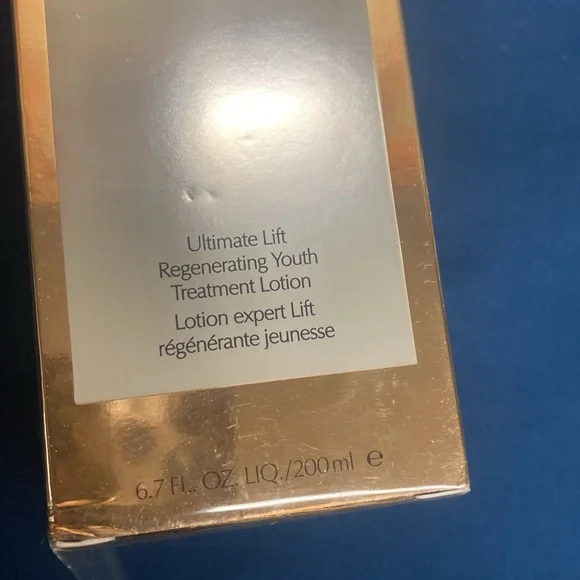 Ultimate Lift
Regenerating Youth
Treatment Lotion
Lotion expert Lift
régénérante jeunesse
6.7 FL. OZ. LIQ./200ml ℮